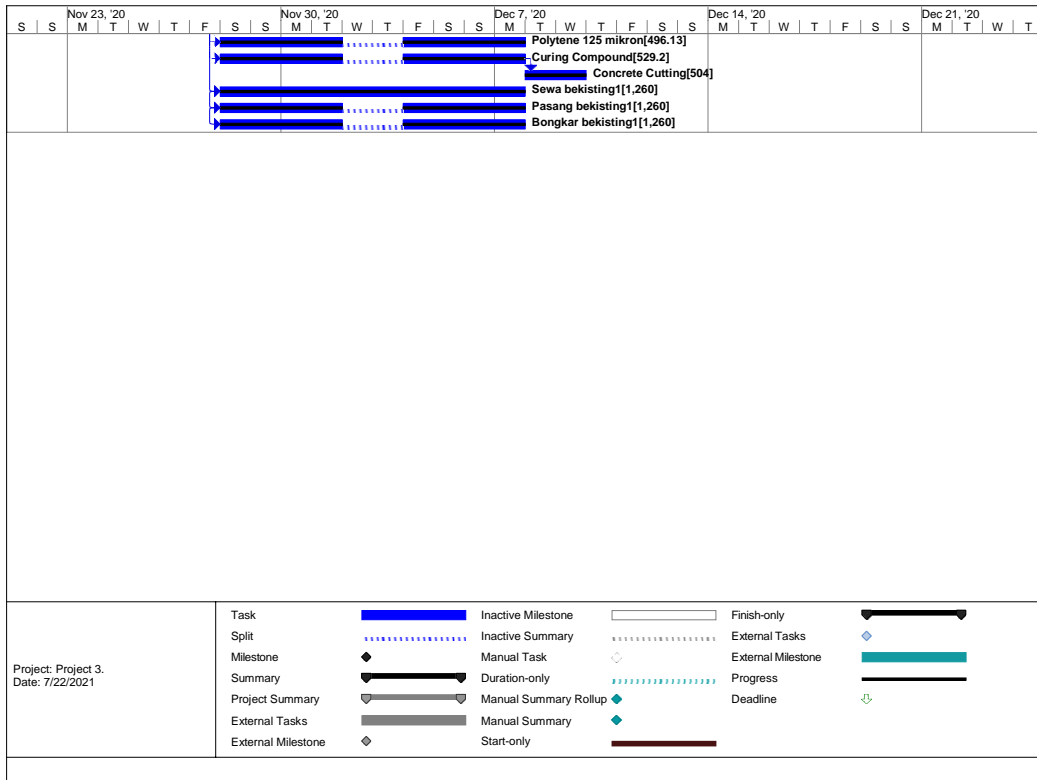 Nov 23, '20 Nov 30, '20 Dec 7, '20 Dec 14, '20 Dec 21, '20
S S M T W T F S S M T W T F S S M T W T F S S M T W T F S S M T W T
Polytene 125 mikron[496.13]
Curing Compound[529.2]
Concrete Cutting[504]
Sewa bekisting1[1,260]
Pasang bekisting1[1,260]
Bongkar bekisting1[1,260]
Project: Project 3.
Date: 7/22/2021
Task Inactive Milestone Finish-only
Split Inactive Summary External Tasks
Milestone Manual Task External Milestone
Summary Duration-only Progress
Project Summary Manual Summary Rollup Deadline
External Tasks Manual Summary
External Milestone Start-only